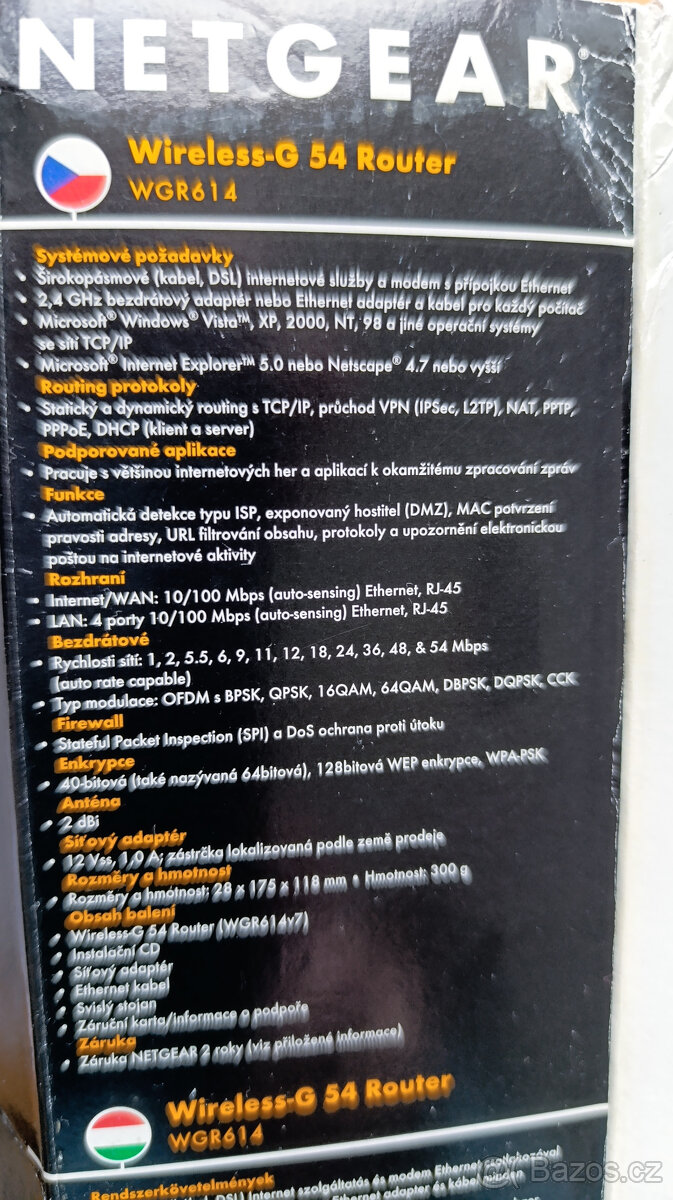 NETGEAR®
Wireless-G 54 Router
WGR614
Systémové požadavky
• Širokopásmové (kabel, DSL) internetové služby a modem s přípojkou Ethernet
• 2,4 GHz bezdrátový adaptér nebo Ethernet adaptér a kabel pro každý počítač
• Microsoft® Windows® Vista™, XP, 2000, NT, 98 a jiné operační systémy
se sítí TCP/IP
• Microsoft® Internet Explorer™ 5.0 nebo Netscape® 4.7 nebo vyšší
Routing protokoly
• Statický a dynamický routing s TCP/IP, průchod VPN (IPSec, L2TP), NAT, PPTP,
PPPoE, DHCP (klient a server)
Podporované aplikace
• Pracuje s většinou internetových her a aplikací k okamžitému zpracování zpráv
Funkce
• Automatická detekce typu ISP, exponovaný hostitel (DMZ), MAC potvrzení
pravosti adresy, URL filtrování obsahu, protokoly a upozornění elektronickou
poštou na internetové aktivity
Rozhraní
• Internet/WAN: 10/100 Mbps (auto-sensing) Ethernet, RJ-45
• LAN: 4 porty 10/100 Mbps (auto-sensing) Ethernet, RJ-45
Bezdrátové
• Rychlosti sítí: 1, 2, 5.5, 6, 9, 11, 12, 18, 24, 36, 48, & 54 Mbps
(auto rate capable)
• Typ modulace: OFDM s BPSK, QPSK, 16QAM, 64QAM, DBPSK, DQPSK, CCK
Firewall
• Stateful Packet Inspection (SPI) a DoS ochrana proti útoku
Enkrypce
• 40-bitová (také nazývaná 64bitová), 128bitová WEP enkrypce, WPA-PSK
Anténa
• 2 dBi
Síťový adaptér
• 12 Vss, 1,0 A; zástrčka lokalizovaná podle země prodeje
Rozměry a hmotnost
• Rozměry a hmotnost: 28 x 175 x 118 mm • Hmotnost: 300 g
Obsah balení
• Wireless-G 54 Router (WGR614v7)
• Instalační CD
• Síťový adaptér
• Ethernet kabel
• Svislý stojan
• Záruční karta/informace o podpoře
Záruka
• Záruka NETGEAR 2 roky (viz přiložené informace)
Wireless-G 54 Router
WGR614
Rendszerkövetelmények
DSL) Internet szolgáltatás és modem Ethernet csatlakozóval
Ethernet adapter és kábel minden
Bazos.cz